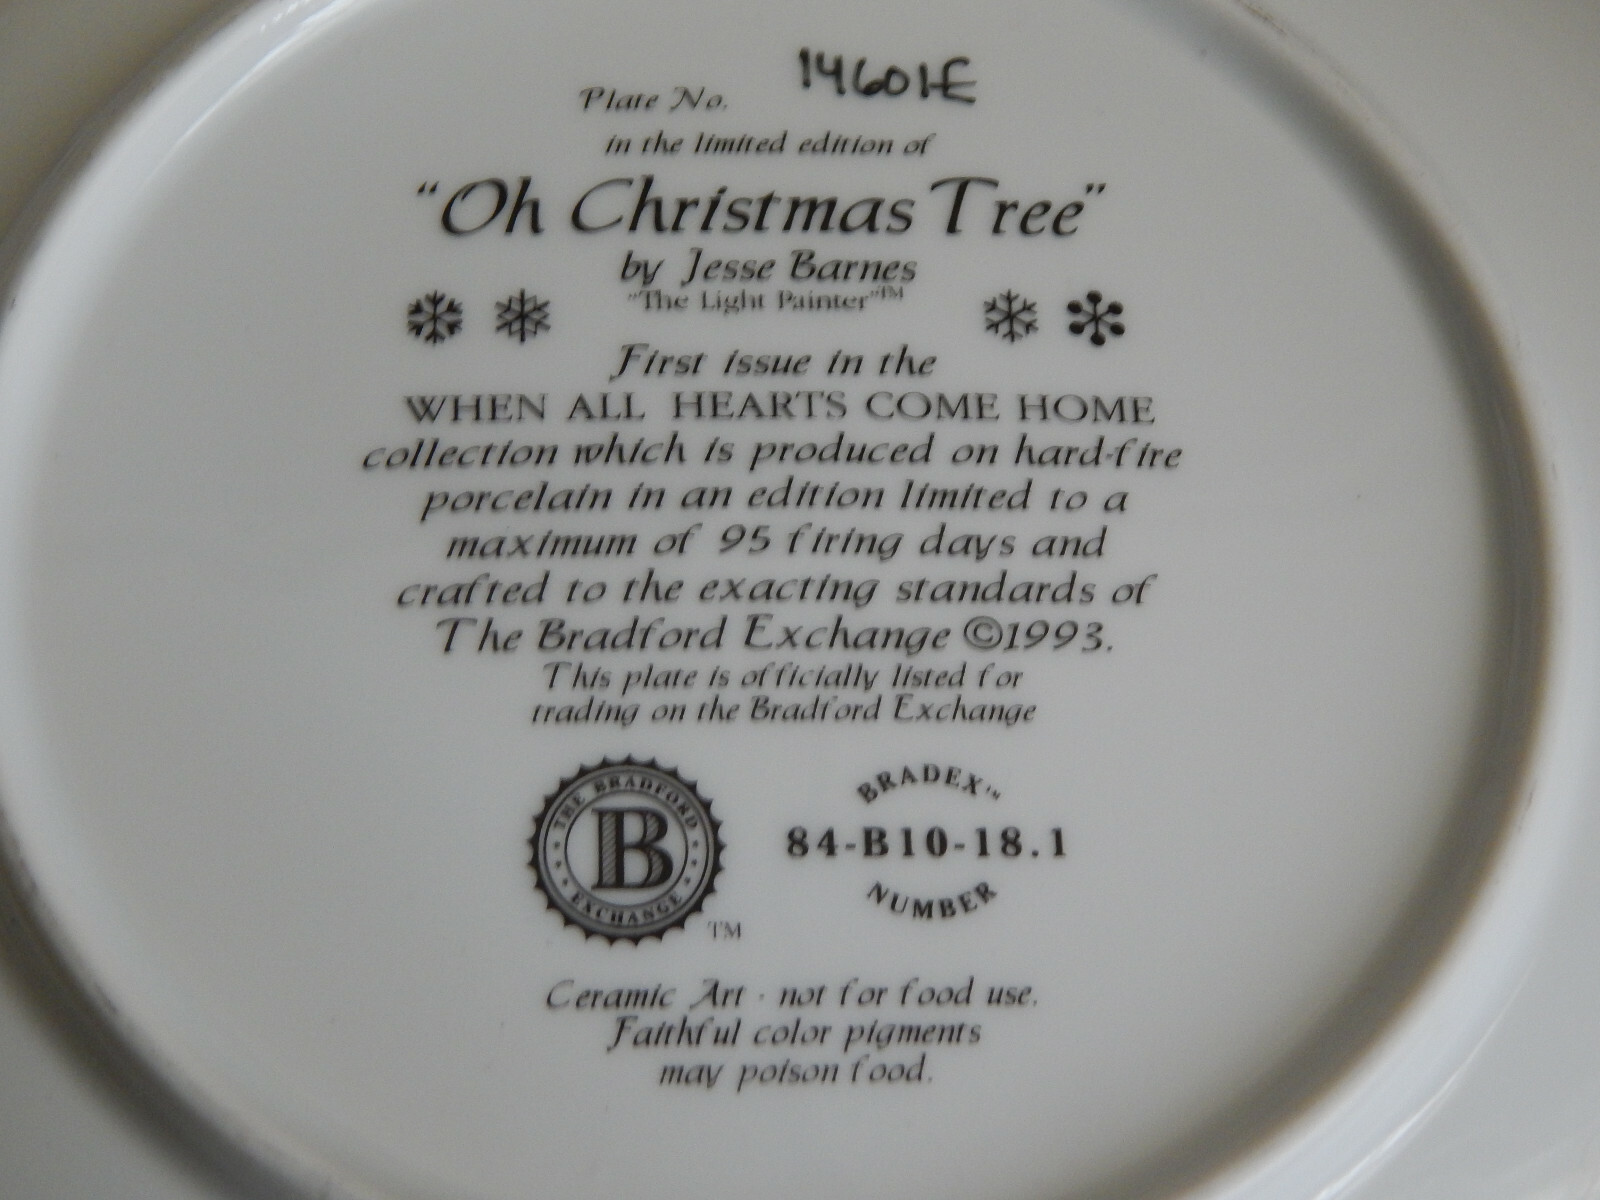 Plate No. 14601E
in the limited edition of
"Oh Christmas Tree"
by Jesse Barnes
"The Light Painter"™
First issue in the
WHEN ALL HEARTS COME HOME
collection which is produced on hard-fire
porcelain in an edition limited to a
maximum of 95 firing days and
crafted to the exacting standards of
The Bradford Exchange ©1993.
This plate is officially listed for
trading on the Bradford Exchange
THE BRADFORD
B
EXCHANGE
TM
BRADEX™
84-B10-18.1
NUMBER
Ceramic Art · not for food use.
Faithful color pigments
may poison food.